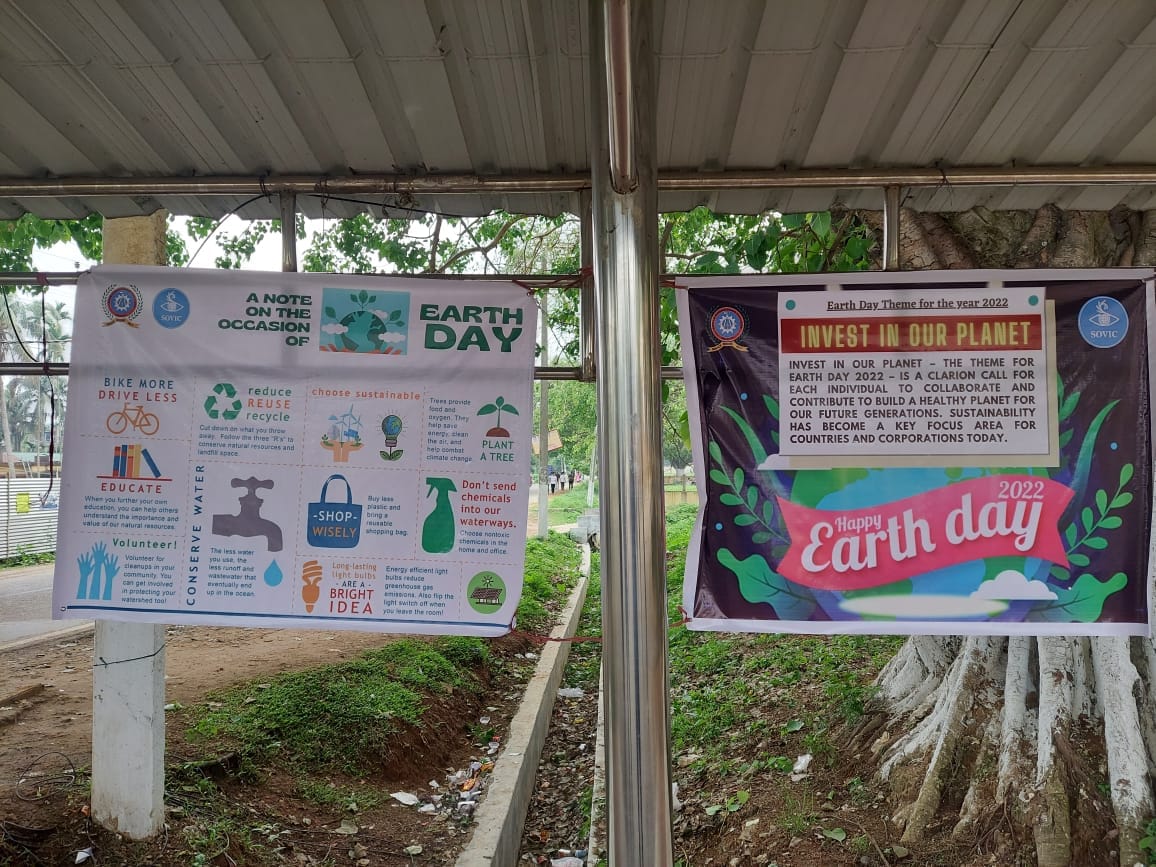 SOVIC
A NOTE
ON THE
OCCASION
OF
EARTH
DAY
BIKE MORE
DRIVE LESS
reduce
REUSE
recycle
Cut down on what you throw
away. Follow the three "R's" to
conserve natural resources and
landfill space.
choose sustainable
Trees provide
food and
oxygen. They
help save
energy, clean
the air, and
help combat
climate change.
PLANT
A TREE
EDUCATE
When you further your own
education, you can help others
understand the importance and
value of our natural resources.
CONSERVE WATER
The less water
you use, the
less runoff and
wastewater that
eventually end
up in the ocean.
-SHOP-
WISELY
Buy less
plastic and
bring a
reusable
shopping bag.
Don't send
chemicals
into our
waterways.
Choose nontoxic
chemicals in the
home and office.
Volunteer!
Volunteer for
cleanups in your
community. You
can get involved
in protecting your
watershed too!
Long-lasting
light bulbs
- ARE A -
BRIGHT
IDEA
Energy efficient light
bulbs reduce
greenhouse gas
emissions. Also flip the
light switch off when
you leave the room!
Earth Day Theme for the year 2022
INVEST IN OUR PLANET
INVEST IN OUR PLANET – THE THEME FOR
EARTH DAY 2022 – IS A CLARION CALL FOR
EACH INDIVIDUAL TO COLLABORATE AND
CONTRIBUTE TO BUILD A HEALTHY PLANET FOR
OUR FUTURE GENERATIONS. SUSTAINABILITY
HAS BECOME A KEY FOCUS AREA FOR
COUNTRIES AND CORPORATIONS TODAY.
SOVIC
2022
Happy
Earth day